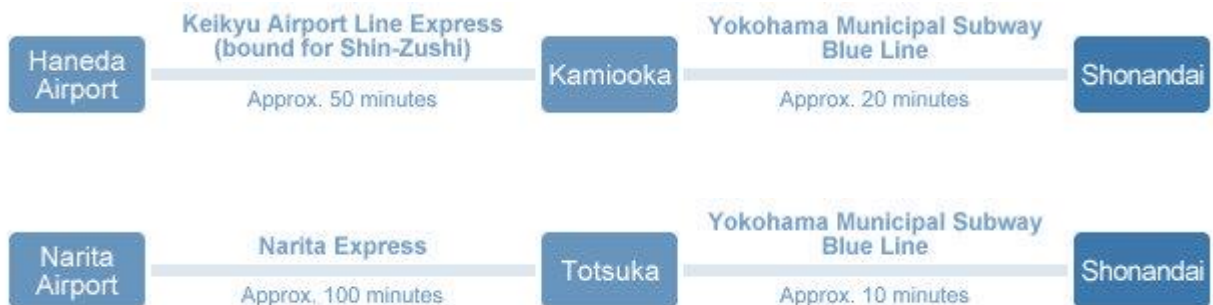 Keikyu Airport Line Express
(bound for Shin-Zushi)
Yokohama Municipal Subway
Blue Line
Haneda
Airport
Kamiooka
Shonandai
Approx. 50 minutes
Approx. 20 minutes
Narita Express
Yokohama Municipal Subway
Blue Line
Narita
Airport
Totsuka
Shonandai
Approx. 100 minutes
Approx. 10 minutes